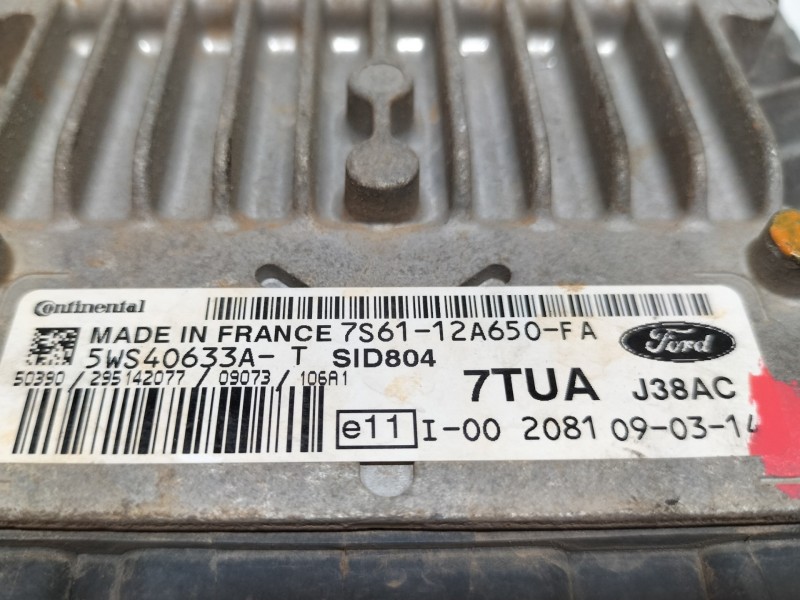 Continental
MADE IN FRANCE 7S61-12A650-FA
5WS40633A-T SID804
50390/295142077/09073/106A1
Ford
7TUA J38AC
e11 I-00 2081 09-03-14